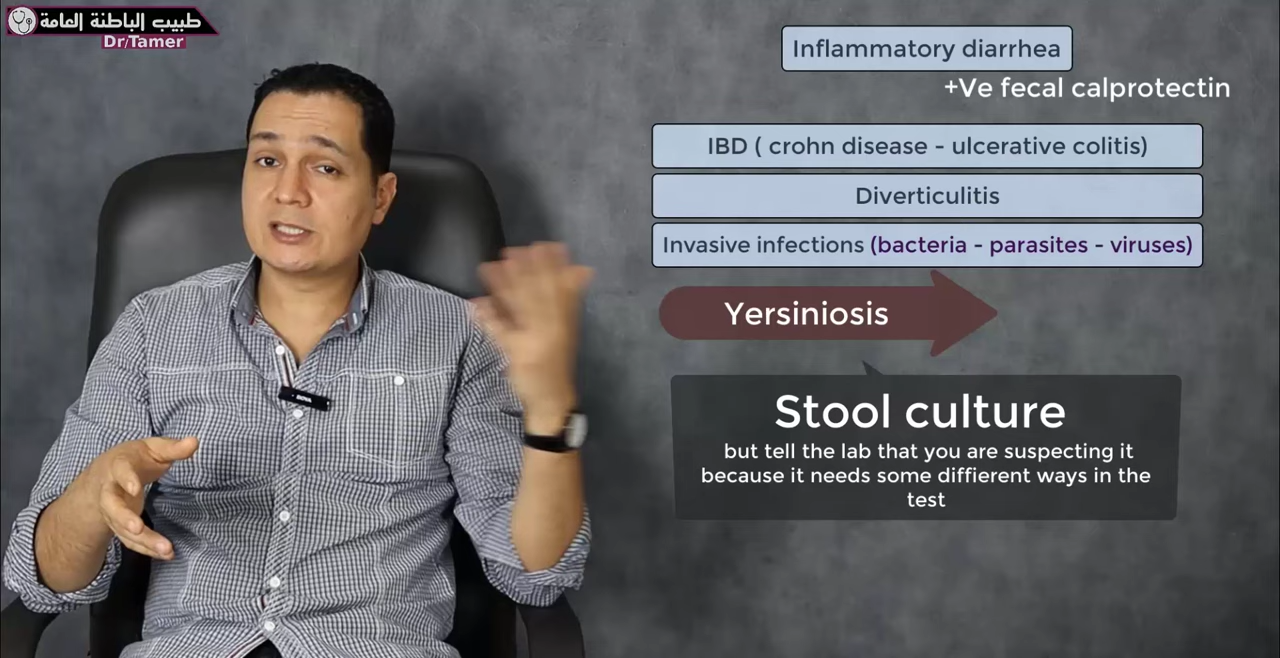 طبيب الباطنة العامة
Dr/Tamer
Inflammatory diarrhea
+Ve fecal calprotectin
IBD ( crohn disease - ulcerative colitis)
Diverticulitis
Invasive infections (bacteria - parasites - viruses)
Yersiniosis
Stool culture
but tell the lab that you are suspecting it
because it needs some diffierent ways in the
test
BOYA